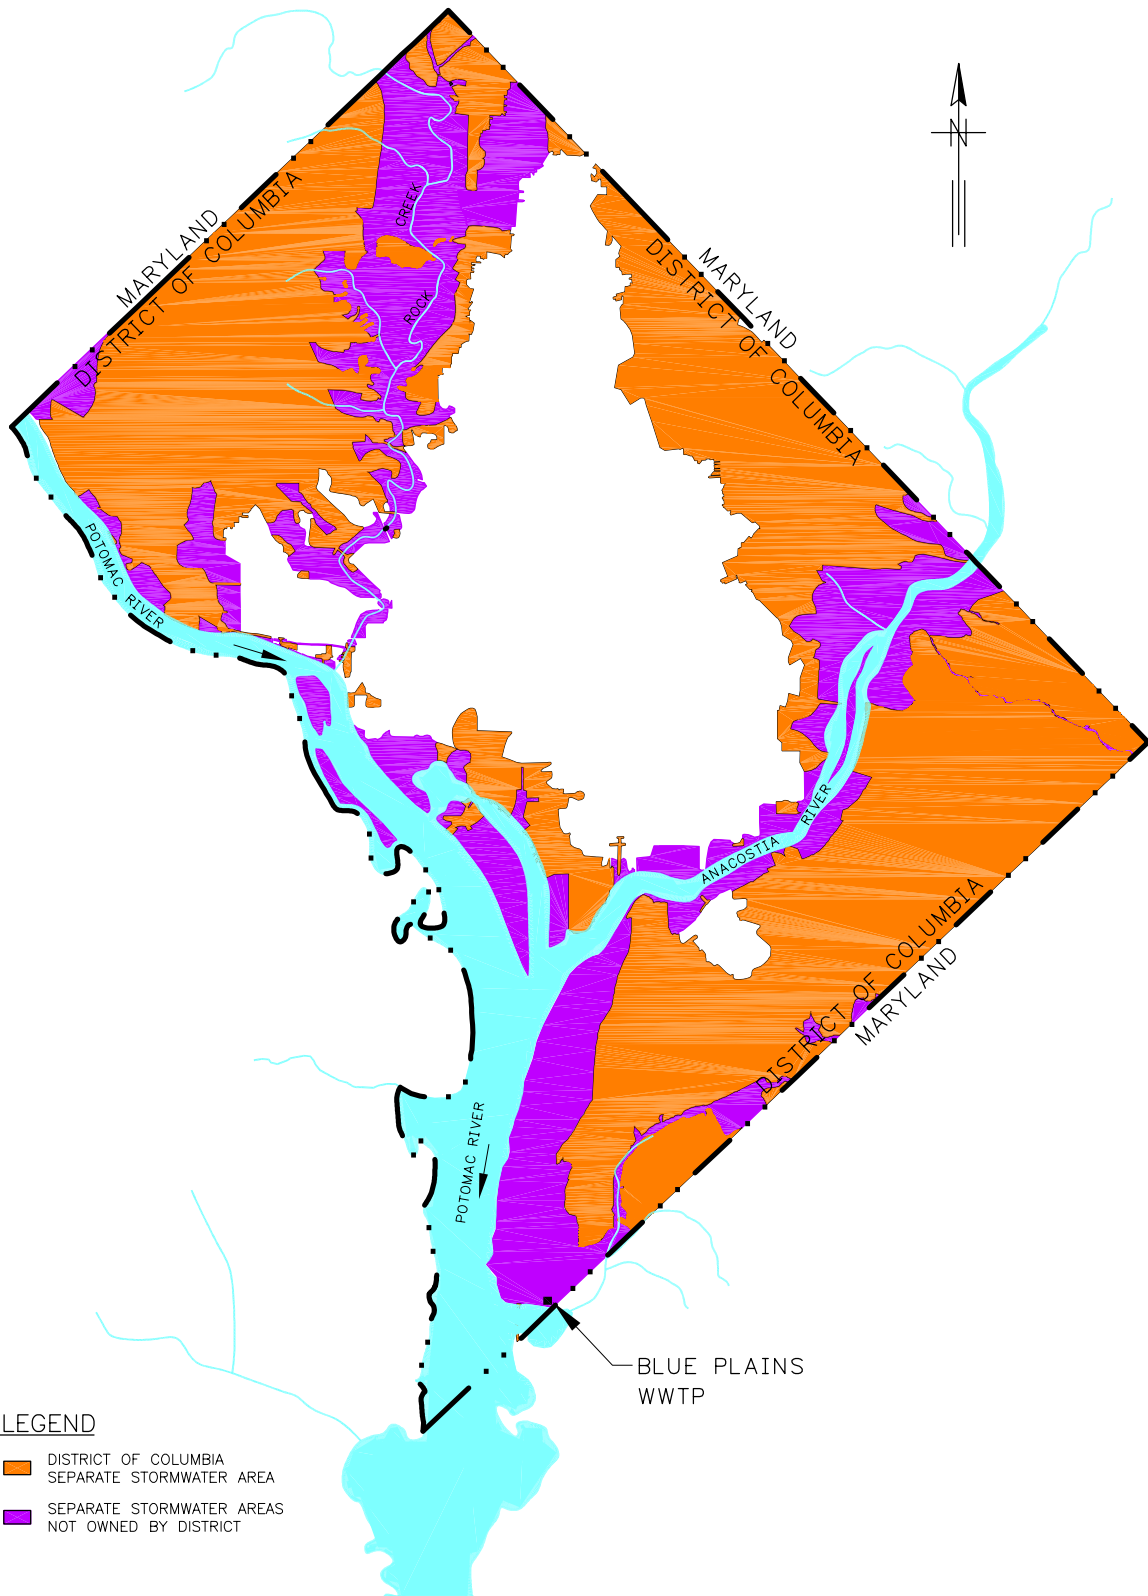 N
MARYLAND
DISTRICT OF COLUMBIA
MARYLAND
DISTRICT OF COLUMBIA
CREEK
ROCK
POTOMAC RIVER
ANACOSTIA RIVER
DISTRICT OF COLUMBIA
MARYLAND
POTOMAC RIVER
BLUE PLAINS
WWTP
LEGEND
DISTRICT OF COLUMBIA
SEPARATE STORMWATER AREA
SEPARATE STORMWATER AREAS
NOT OWNED BY DISTRICT